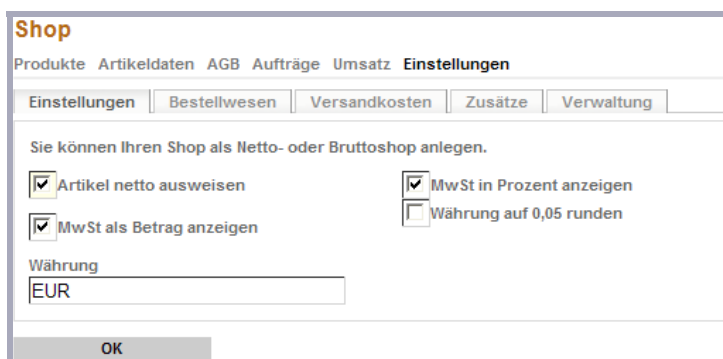 Shop
Produkte Artikeldaten AGB Aufträge Umsatz Einstellungen
Einstellungen Bestellwesen Versandkosten Zusätze Verwaltung
Sie können Ihren Shop als Netto- oder Bruttoshop anlegen.
Artikel netto ausweisen MwSt in Prozent anzeigen
Währung auf 0,05 runden
MwSt als Betrag anzeigen
Währung
EUR
OK